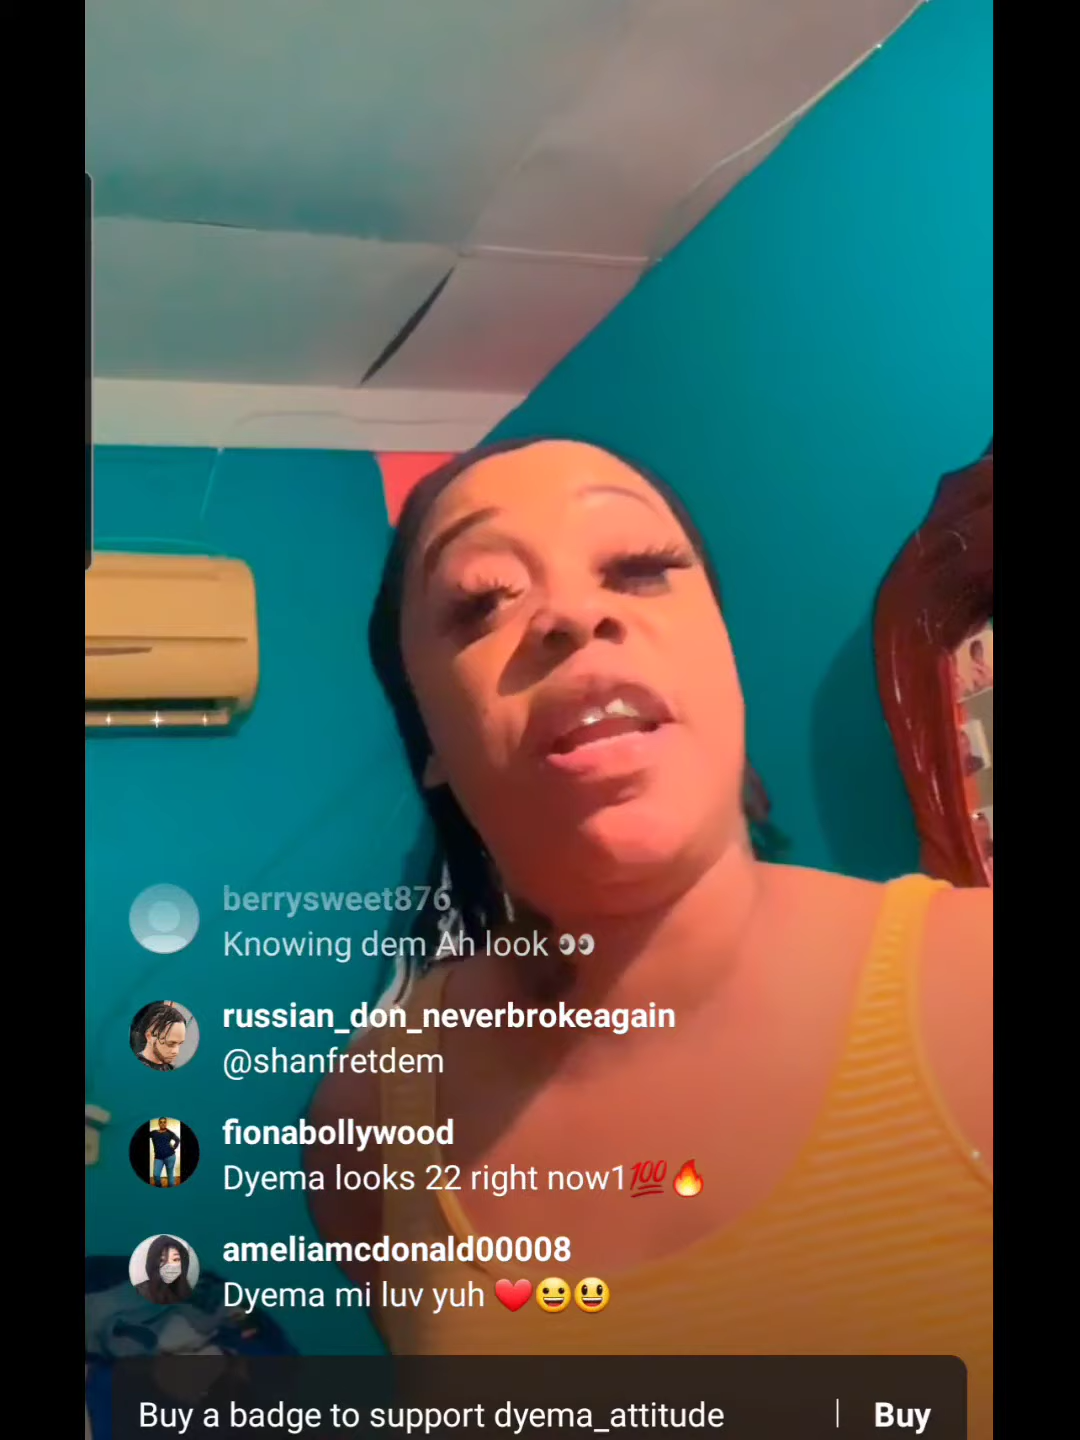 berrysweet876
Knowing dem Ah look 👀
russian_don_neverbrokeagain
@shanfretdem
fionabollywood
Dyema looks 22 right now1💯🔥
ameliamcdonald00008
Dyema mi luv yuh ❤️😀😃
Buy a badge to support dyema_attitude | Buy